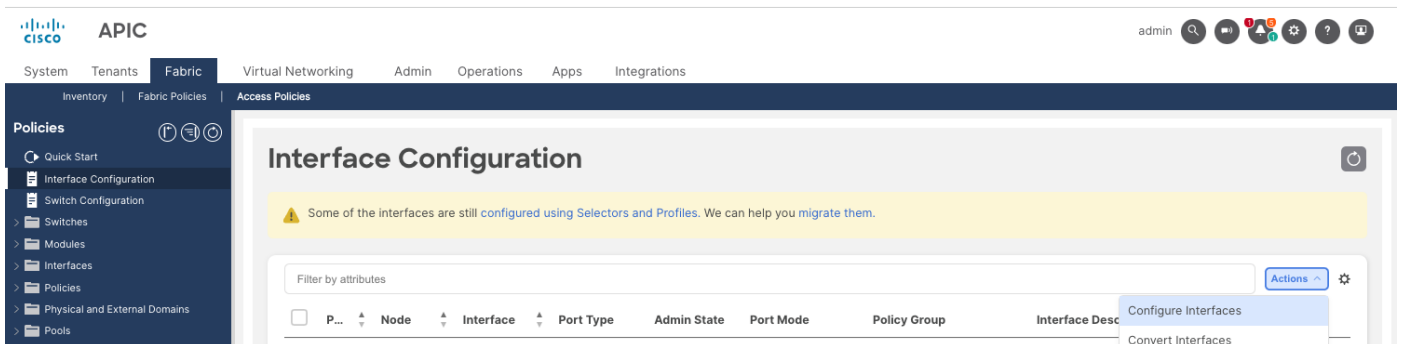 cisco APIC admin 1 5 1 ?
System Tenants Fabric Virtual Networking Admin Operations Apps Integrations
Inventory | Fabric Policies | Access Policies
Policies
Quick Start
Interface Configuration
Switch Configuration
Switches
Modules
Interfaces
Policies
Physical and External Domains
Pools
Interface Configuration
Some of the interfaces are still configured using Selectors and Profiles. We can help you migrate them.
Filter by attributes Actions
P... Node Interface Port Type Admin State Port Mode Policy Group Interface Desc
Configure Interfaces
Convert Interfaces